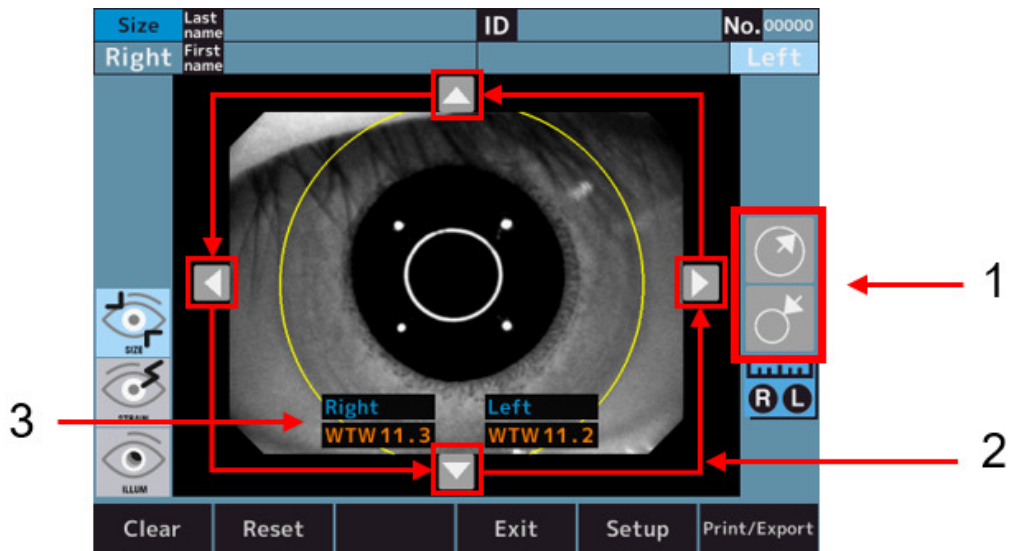 Size Last name ID No. 00000
Right First name Left
1
SIZE
STRAIN
R L
Right Left
3
WTW 11.3 WTW 11.2
2
ILLUM
Clear Reset Exit Setup Print/Export